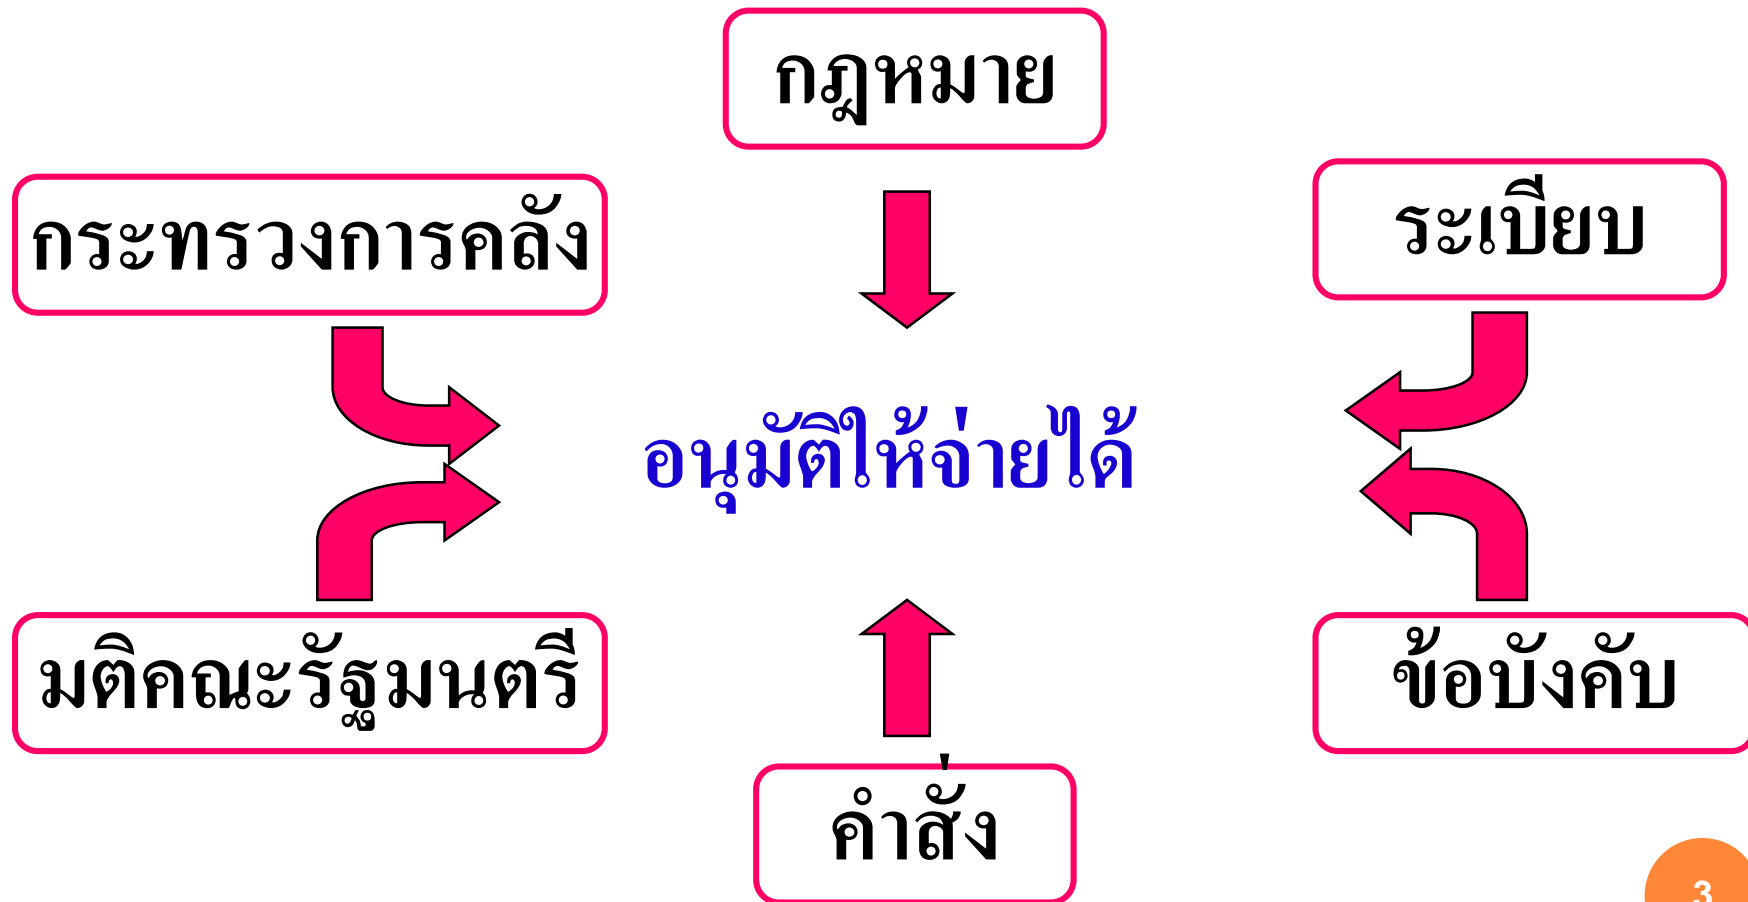 กฎหมาย
กระทรวงการคลัง
ระเบียบ
อนุมัติให้จ่ายได้
มติคณะรัฐมนตรี
ข้อบังคับ
คำสั่ง
3